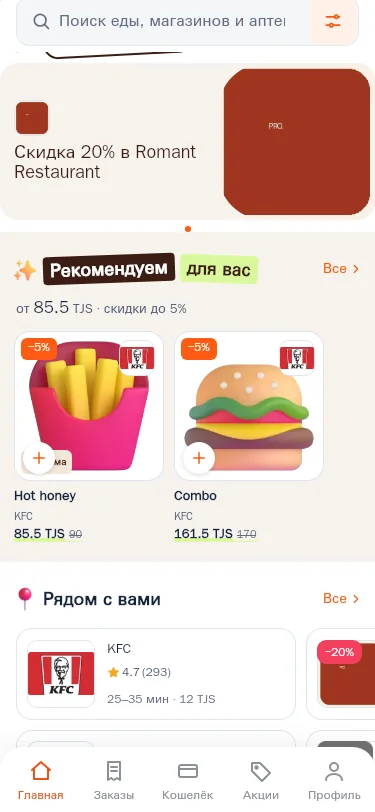 Поиск еды, магазинов и аптек
PRO.
Скидка 20% в Romant
Restaurant
Рекомендуем для вас
Все
от 85.5 TJS · скидки до 5%
−5%
KFC
−5%
KFC
Hot honey
KFC
85.5 TJS 90
Combo
KFC
161.5 TJS 170
Рядом с вами
Все
KFC
KFC
4.7 (293)
25–35 мин · 12 TJS
−20%
Главная
Заказы
Кошелёк
Акции
Профиль